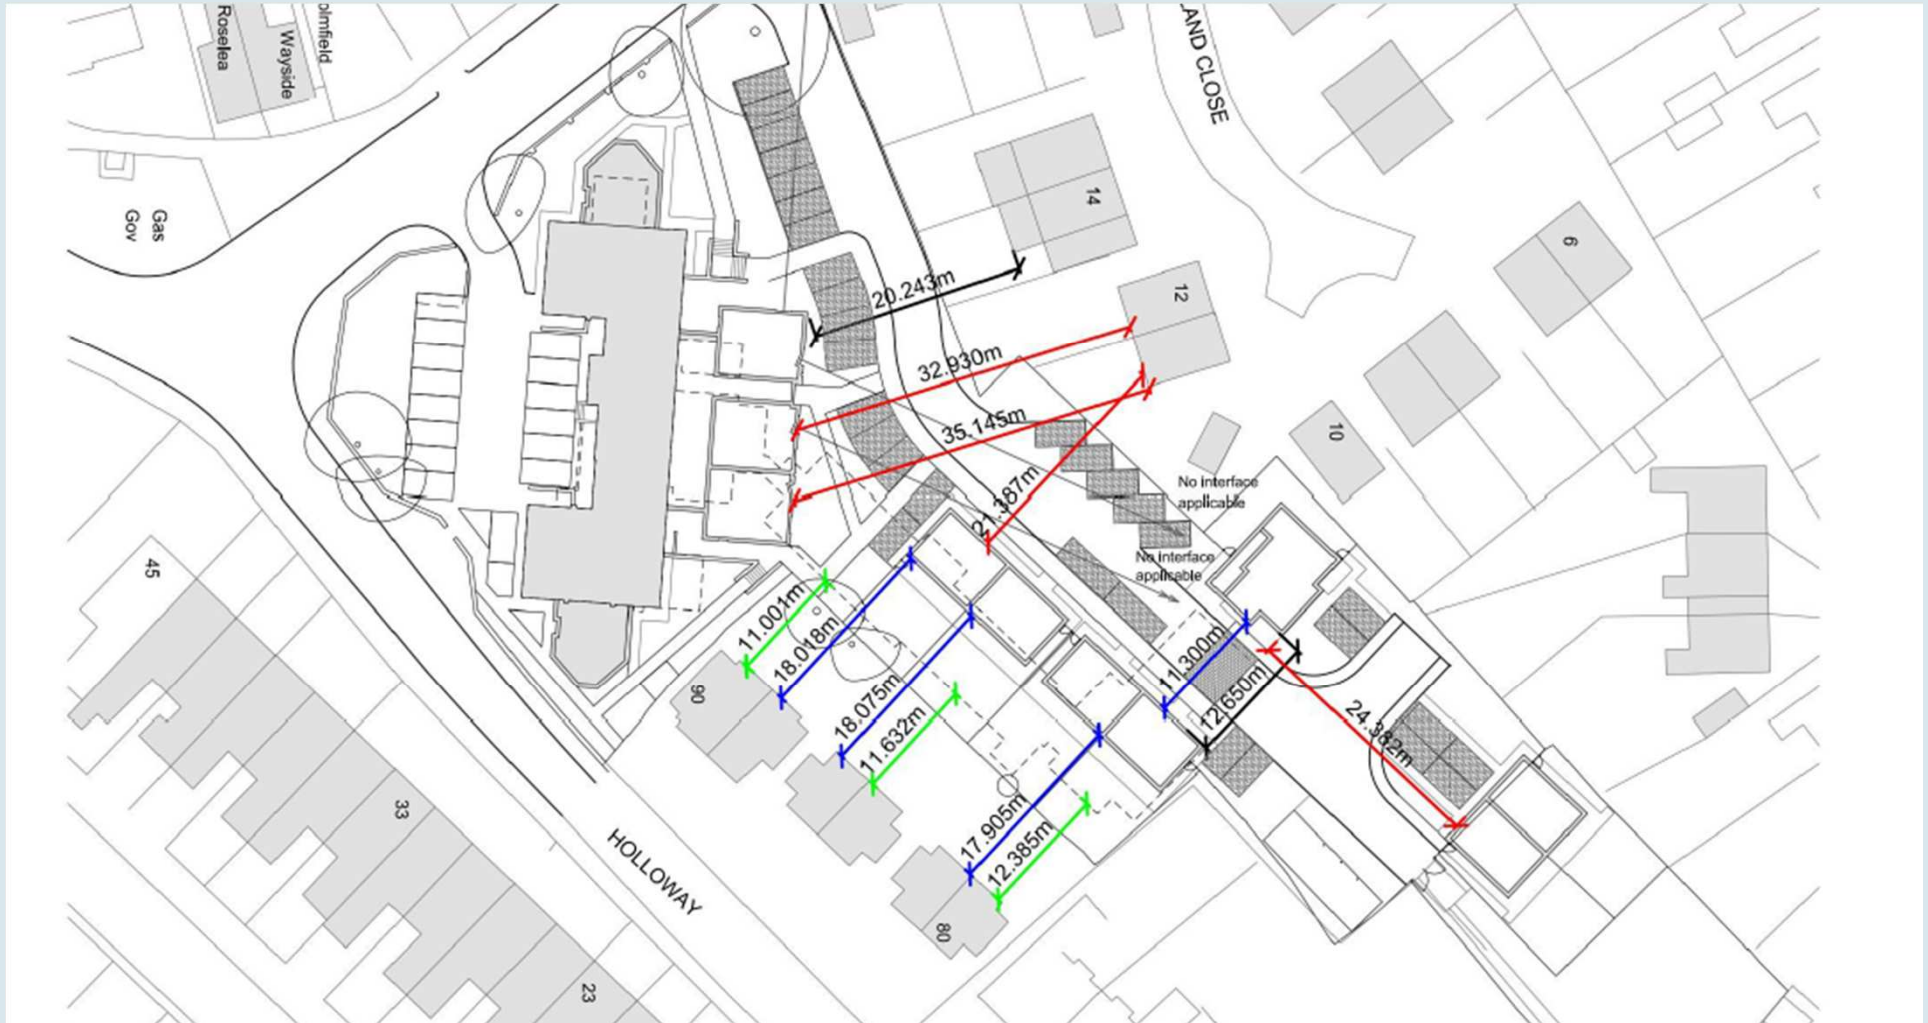 Roselea
Wayside
olmfield
AND CLOSE
Gas
Gov
14
6
12
10
20.243m
32.930m
35.145m
21.387m
No interface
applicable
No interface
applicable
45
11.001m
18.018m
90
18.075m
11.632m
11.300m
12.650m
24.382m
33
17.905m
12.385m
HOLLOWAY
80
23